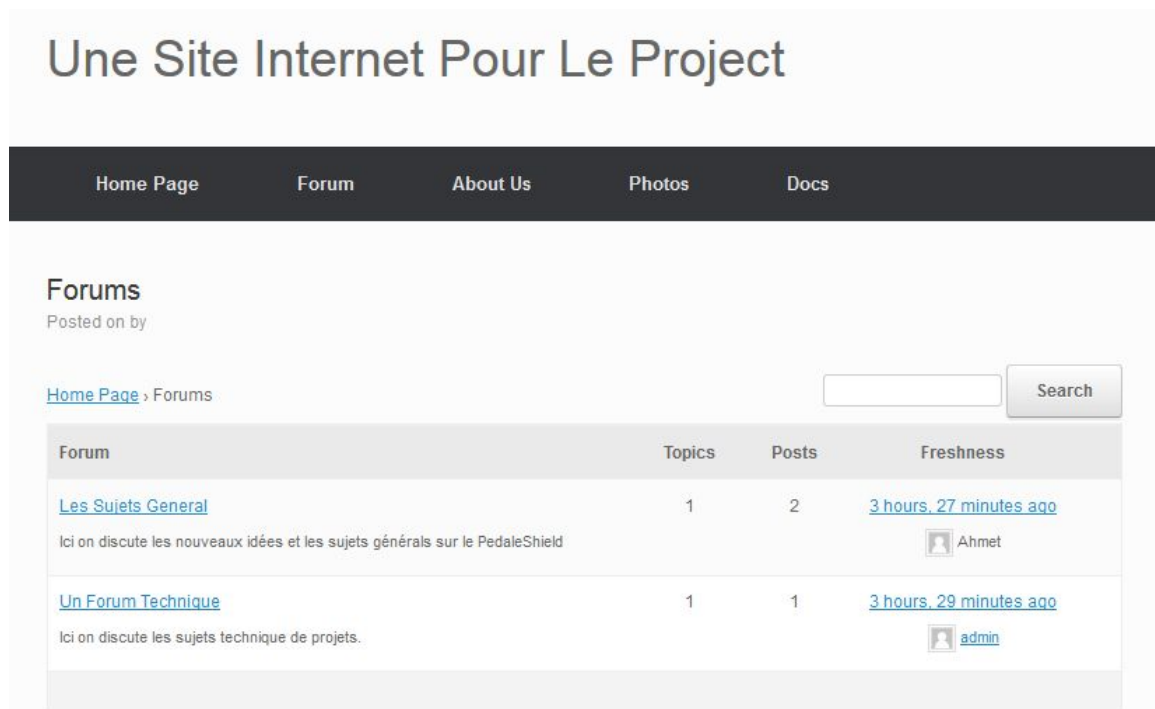 Une Site Internet Pour Le Project
Home Page Forum About Us Photos Docs
Forums
Posted on by
Home Page › Forums
Search
Forum Topics Posts Freshness
Les Sujets General 1 2 3 hours, 27 minutes ago
Ici on discute les nouveaux idées et les sujets générals sur le PedaleShield Ahmet
Un Forum Technique 1 1 3 hours, 29 minutes ago
Ici on discute les sujets technique de projets. admin